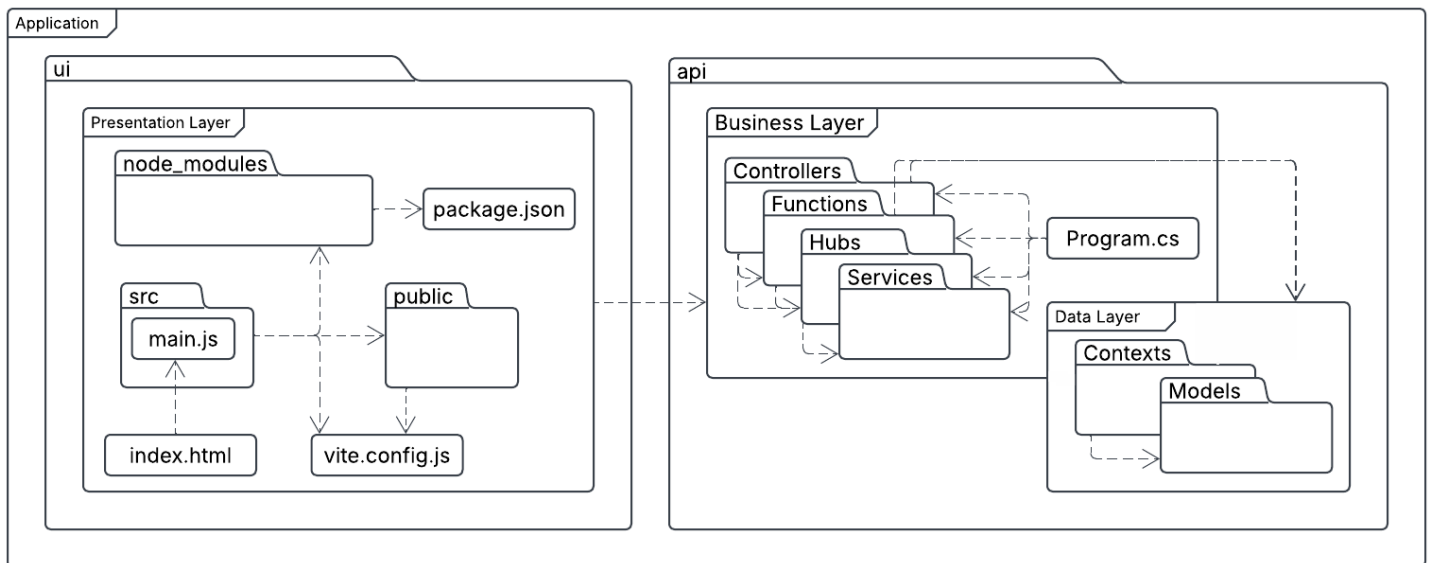 Application
ui
Presentation Layer
node_modules
package.json
src
main.js
public
index.html
vite.config.js
api
Business Layer
Controllers
Functions
Hubs
Services
Program.cs
Data Layer
Contexts
Models